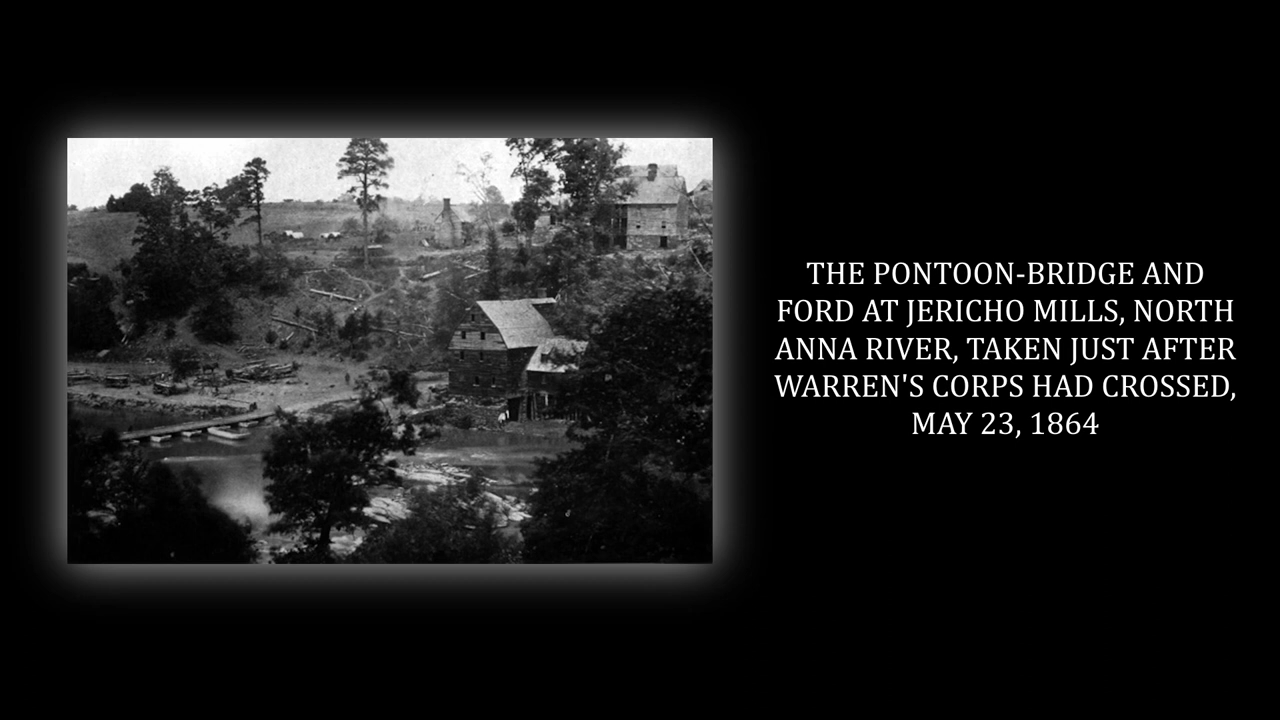 THE PONTOON-BRIDGE AND
FORD AT JERICHO MILLS, NORTH
ANNA RIVER, TAKEN JUST AFTER
WARREN'S CORPS HAD CROSSED,
MAY 23, 1864